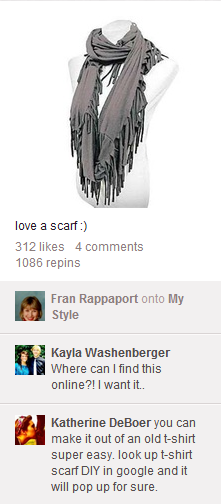 love a scarf :)
312 likes 4 comments
1086 repins
Fran Rappaport onto My
Style
Kayla Washenberger
Where can I find this
online?! I want it..
Katherine DeBoer you can
make it out of an old t-shirt
super easy. look up t-shirt
scarf DIY in google and it
will pop up for sure.